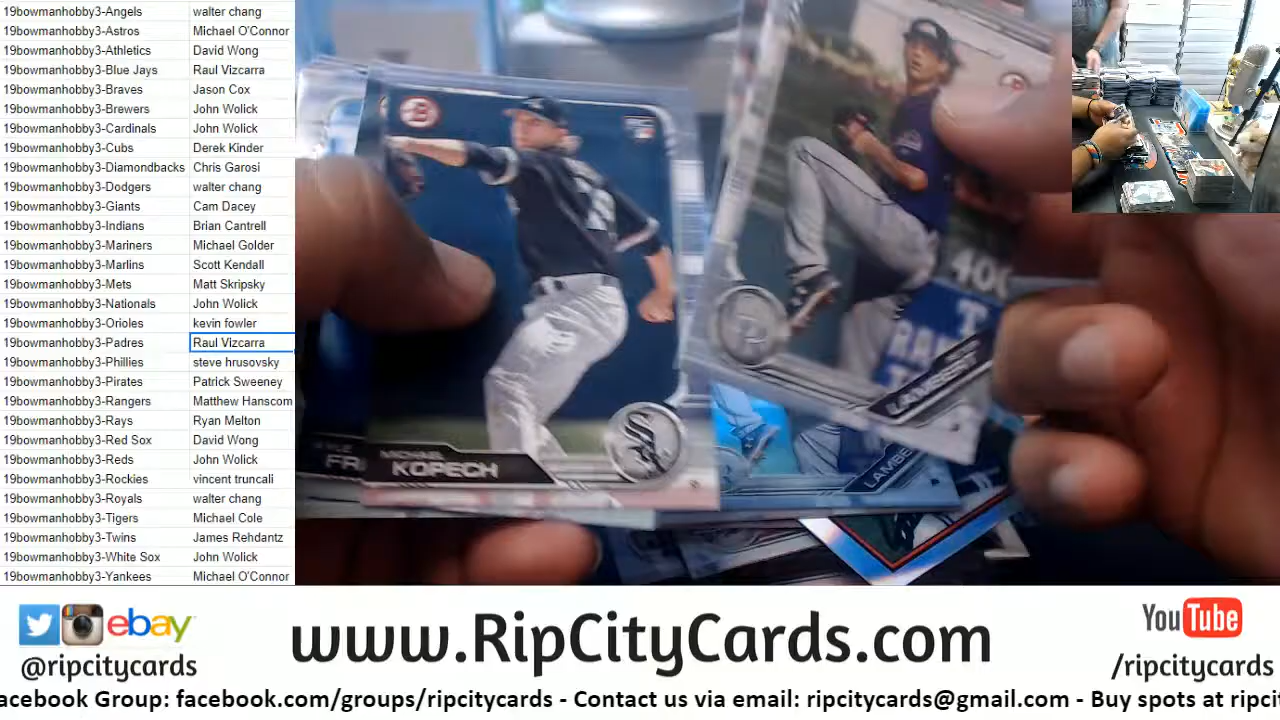 19bowmanhobby3-Angels walter chang
19bowmanhobby3-Astros Michael O'Connor
19bowmanhobby3-Athletics David Wong
19bowmanhobby3-Blue Jays Raul Vizcarra
19bowmanhobby3-Braves Jason Cox
19bowmanhobby3-Brewers John Wolick
19bowmanhobby3-Cardinals John Wolick
19bowmanhobby3-Cubs Derek Kinder
19bowmanhobby3-Diamondbacks Chris Garosi
19bowmanhobby3-Dodgers walter chang
19bowmanhobby3-Giants Cam Dacey
19bowmanhobby3-Indians Brian Cantrell
19bowmanhobby3-Mariners Michael Golder
19bowmanhobby3-Marlins Scott Kendall
19bowmanhobby3-Mets Matt Skripsky
19bowmanhobby3-Nationals John Wolick
19bowmanhobby3-Orioles kevin fowler
19bowmanhobby3-Padres Raul Vizcarra
19bowmanhobby3-Phillies steve hrusovsky
19bowmanhobby3-Pirates Patrick Sweeney
19bowmanhobby3-Rangers Matthew Hanscom
19bowmanhobby3-Rays Ryan Melton
19bowmanhobby3-Red Sox David Wong
19bowmanhobby3-Reds John Wolick
19bowmanhobby3-Rockies vincent truncali
19bowmanhobby3-Royals walter chang
19bowmanhobby3-Tigers Michael Cole
19bowmanhobby3-Twins James Rehdantz
19bowmanhobby3-White Sox John Wolick
19bowmanhobby3-Yankees Michael O'Connor
B
400
LAMBERT
LAMBE
FRI
MICHAEL
KOPECH
Sox
ebay
@ripcitycards
www.RipCityCards.com
YouTube
/ripcitycards
acebook Group: facebook.com/groups/ripcitycards - Contact us via email: ripcitycards@gmail.com - Buy spots at ripci